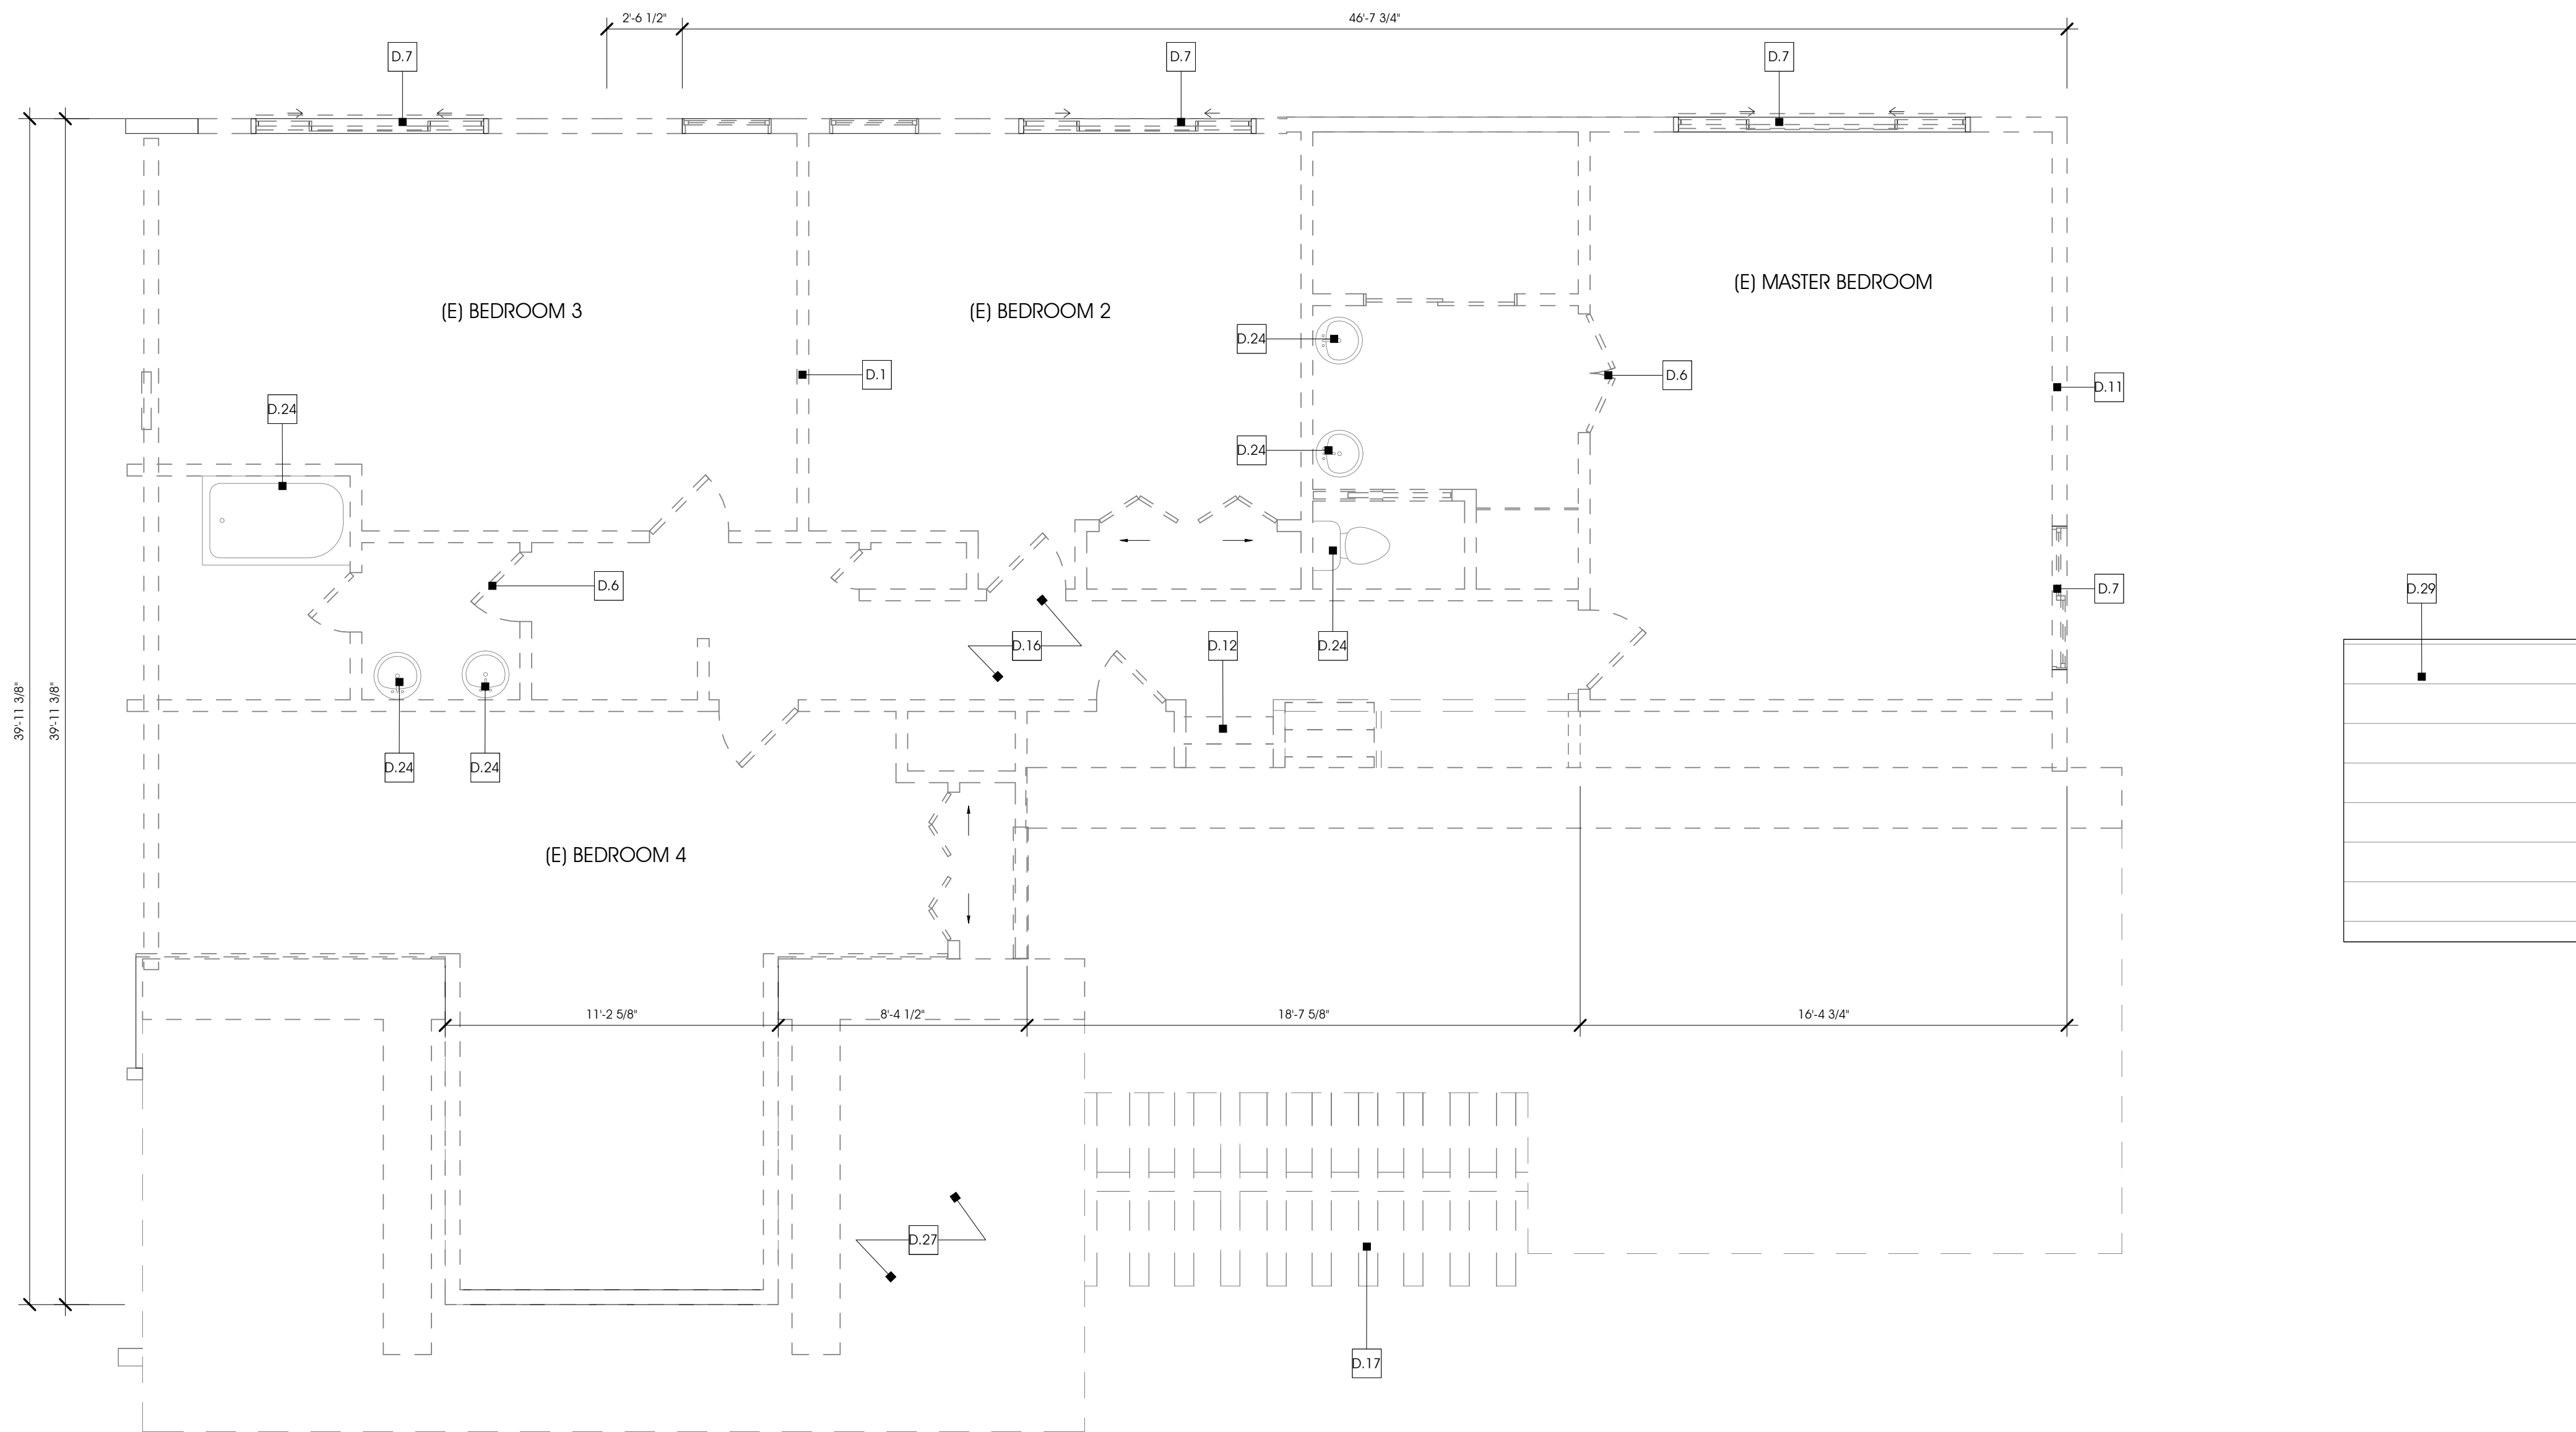 2'-6 1/2"
46'-7 3/4"
D.7
D.7
D.7
(E) MASTER BEDROOM
(E) BEDROOM 3
(E) BEDROOM 2
D.24
D.1
D.6
D.11
D.24
D.24
D.6
D.7
D.29
D.16
D.12
D.24
39'-11 3/8"
39'-11 3/8"
D.24
D.24
(E) BEDROOM 4
11'-2 5/8"
8'-4 1/2"
18'-7 5/8"
16'-4 3/4"
D.27
D.17